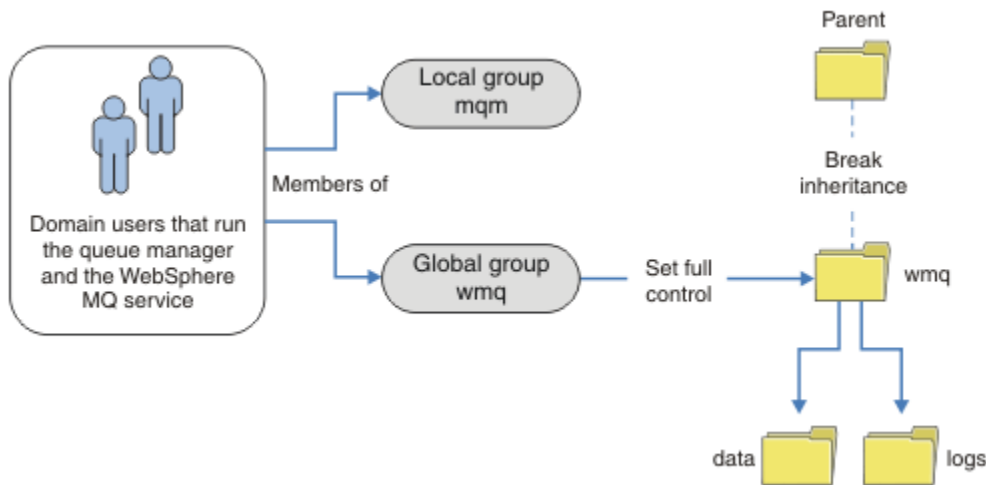 Parent
Local group
mqm
Members of
Break
inheritance
Domain users that run
the queue manager
and the WebSphere
MQ service
Global group
wmq
Set full
control
wmq
data
logs